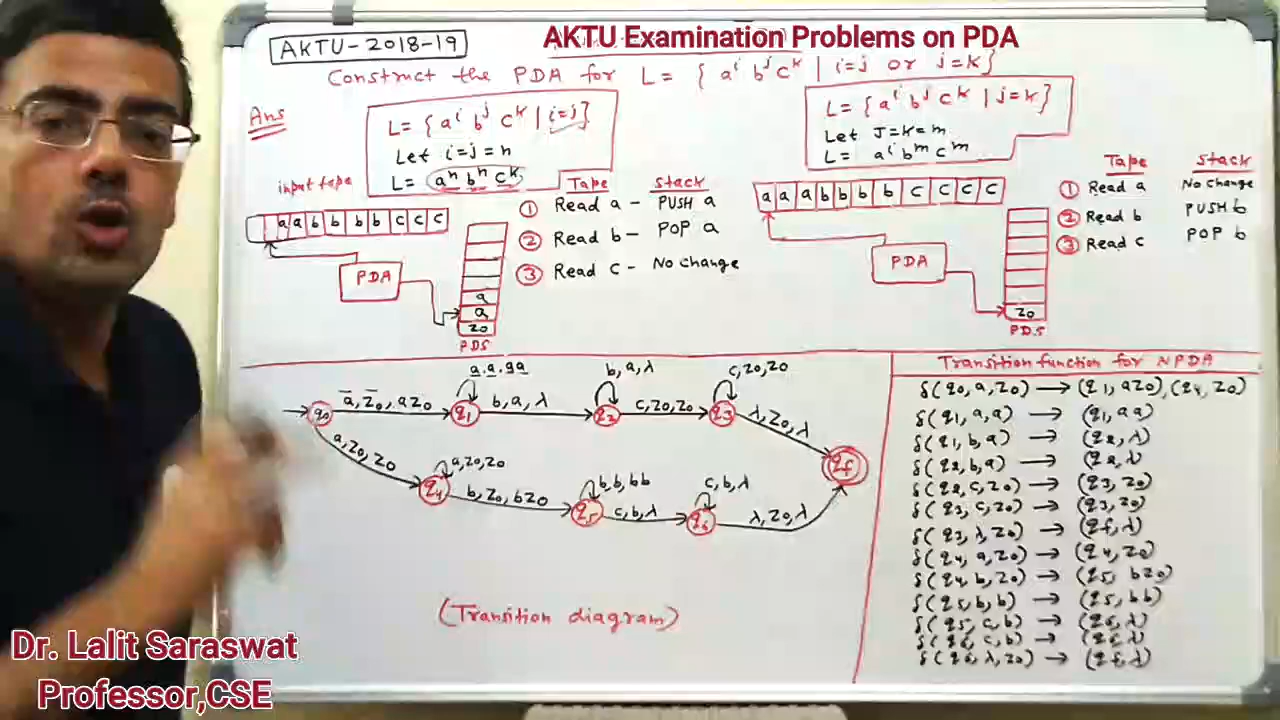 AKTU Examination Problems on PDA
AKTU-2018-19
Construct the PDA for L = { a^i b^j c^k | i=j or j=k}
Ans
L = { a^i b^j c^k | i=j}
Let i=j=n
L = a^n b^n c^k
input tape
a a b b b b c c c
PDA
a
a
z0
PDS
Tape Stack
① Read a - PUSH a
② Read b - POP a
③ Read c - No change
L = { a^i b^j c^k | j=k}
Let J=k=m
L = a^i b^m c^m
a a a b b b b c c c c
PDA
z0
PDS
Tape Stack
① Read a No change
② Read b PUSH b
③ Read c POP b
q0
a, z0, az0
q1
a, a, aa
b, a, λ
q2
b, a, λ
c, z0, z0
q3
c, z0, z0
λ, z0, λ
qf
a, z0, z0
q4
a, z0, z0
b, z0, bz0
q5
b, b, bb
c, b, λ
q6
c, b, λ
λ, z0, λ
(Transition diagram)
Transition function for NPDA
δ(q0, a, z0) → (q1, az0), (q4, z0)
δ(q1, a, a) → (q1, aa)
δ(q1, b, a) → (q2, λ)
δ(q2, b, a) → (q2, λ)
δ(q2, c, z0) → (q3, z0)
δ(q3, c, z0) → (q3, z0)
δ(q3, λ, z0) → (qf, λ)
δ(q4, a, z0) → (q4, z0)
δ(q4, b, z0) → (q5, bz0)
δ(q5, b, b) → (q5, bb)
δ(q5, c, b) → (q6, λ)
δ(q6, c, b) → (q6, λ)
δ(q6, λ, z0) → (qf, λ)
Dr. Lalit Saraswat
Professor,CSE